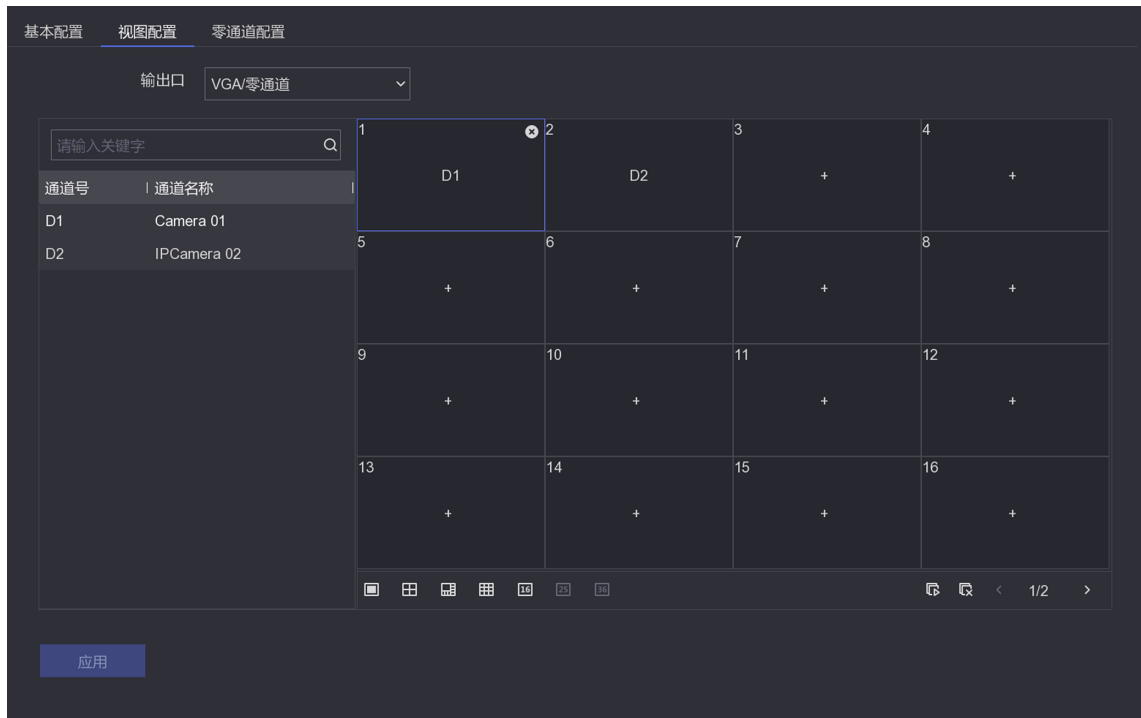 基本配置 视图配置 零通道配置
输出口 VGA/零通道
请输入关键字
通道号 通道名称
D1 Camera 01
D2 IPCamera 02
1 2 3 4
D1 D2 + +
5 6 7 8
+ + + +
9 10 11 12
+ + + +
13 14 15 16
+ + + +
16 25 36 1/2
应用